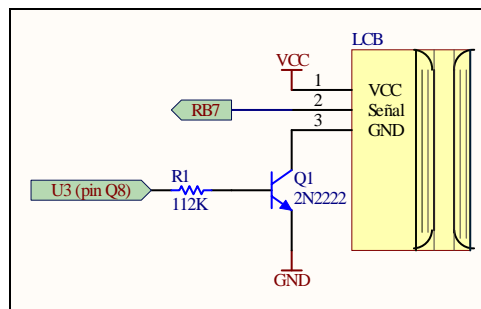 LCB
VCC
1
VCC
RB7
2
Señal
3
GND
U3 (pin Q8)
R1
112K
Q1
2N2222
GND